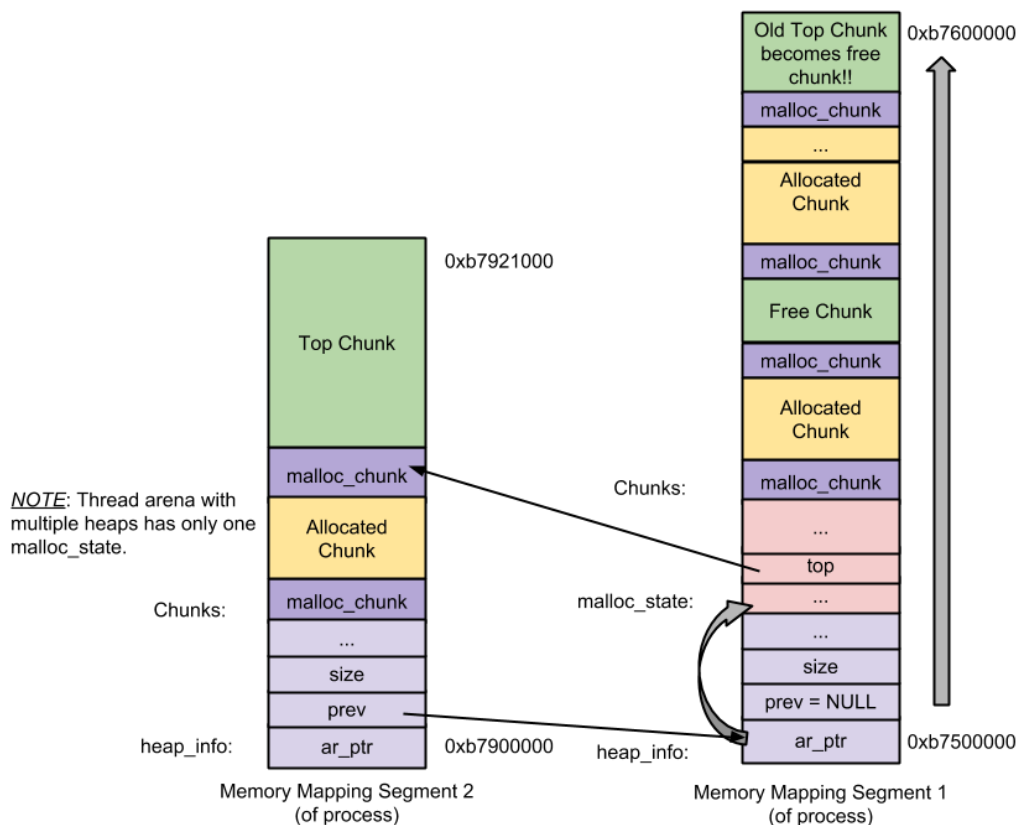 Old Top Chunk
becomes free
chunk!!
0xb7600000
malloc_chunk
...
Allocated
Chunk
malloc_chunk
Free Chunk
malloc_chunk
Allocated
Chunk
Chunks:
malloc_chunk
...
top
malloc_state:
...
...
size
prev = NULL
heap_info:
ar_ptr
0xb7500000
Memory Mapping Segment 1
(of process)
0xb7921000
Top Chunk
malloc_chunk
NOTE: Thread arena with
multiple heaps has only one
malloc_state.
Allocated
Chunk
Chunks:
malloc_chunk
...
size
prev
heap_info:
ar_ptr
0xb7900000
Memory Mapping Segment 2
(of process)